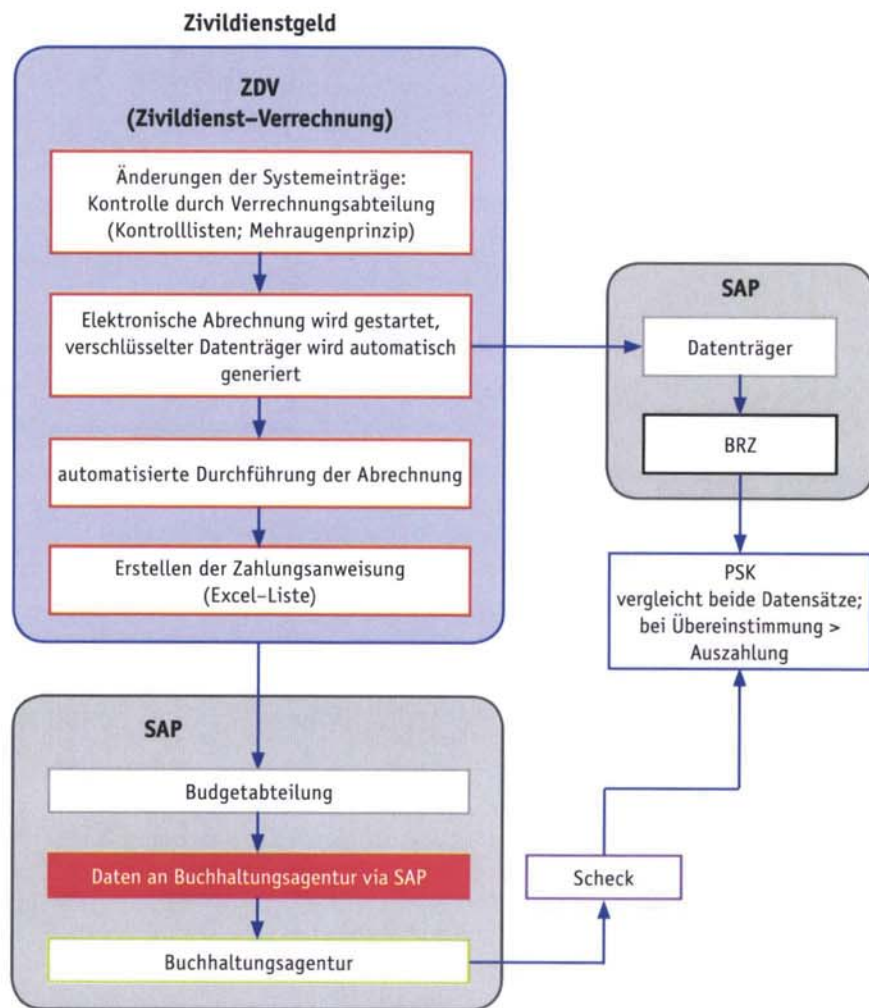 Zivildienstgeld
ZDV
(Zivildienst–Verrechnung)
Änderungen der Systemeinträge:
Kontrolle durch Verrechnungsabteilung
(Kontrolllisten; Mehraugenprinzip)
Elektronische Abrechnung wird gestartet,
verschlüsselter Datenträger wird automatisch
generiert
automatisierte Durchführung der Abrechnung
Erstellen der Zahlungsanweisung
(Excel–Liste)
SAP
Datenträger
BRZ
PSK
vergleicht beide Datensätze;
bei Übereinstimmung >
Auszahlung
SAP
Budgetabteilung
Daten an Buchhaltungsagentur via SAP
Buchhaltungsagentur
Scheck